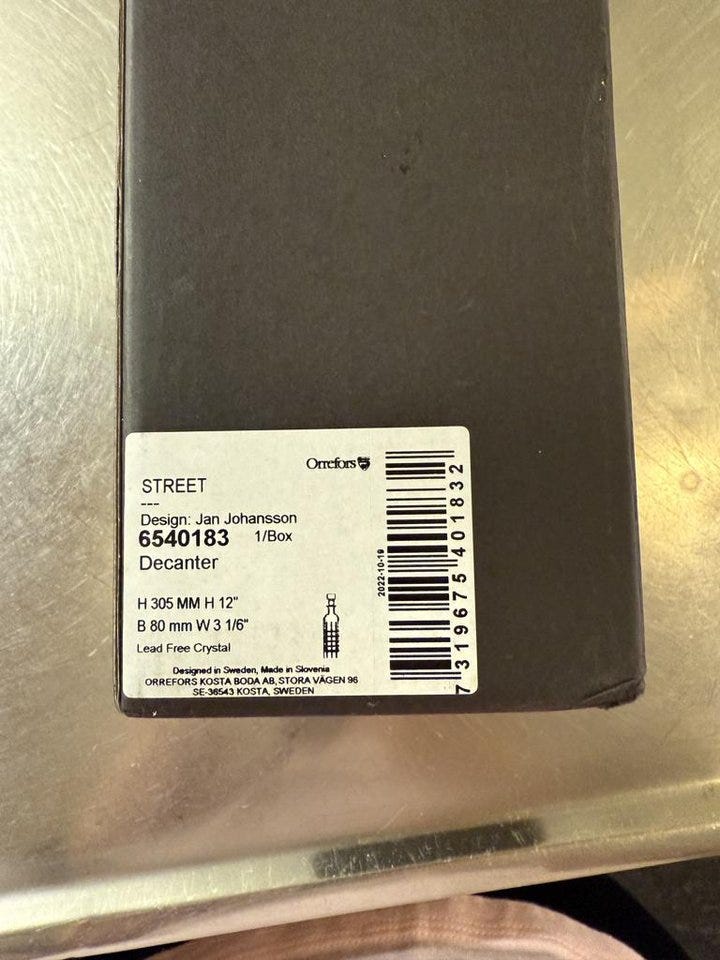 Orrefors
STREET
---
Design: Jan Johansson
6540183 1/Box
Decanter
H 305 MM H 12"
B 80 mm W 3 1/6"
Lead Free Crystal
Designed in Sweden, Made in Slovenia
ORREFORS KOSTA BODA AB, STORA VÄGEN 96
SE-36543 KOSTA, SWEDEN
2022-10-19
7 319675 401832